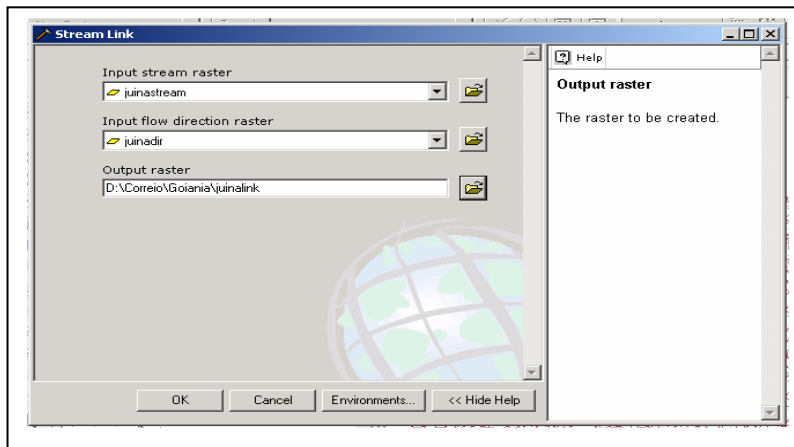 Stream Link
Input stream raster
juinastream
Input flow direction raster
juinadir
Output raster
D:\Correio\Goiania\juinalink
OK
Cancel
Environments...
<< Hide Help
Help
Output raster
The raster to be created.